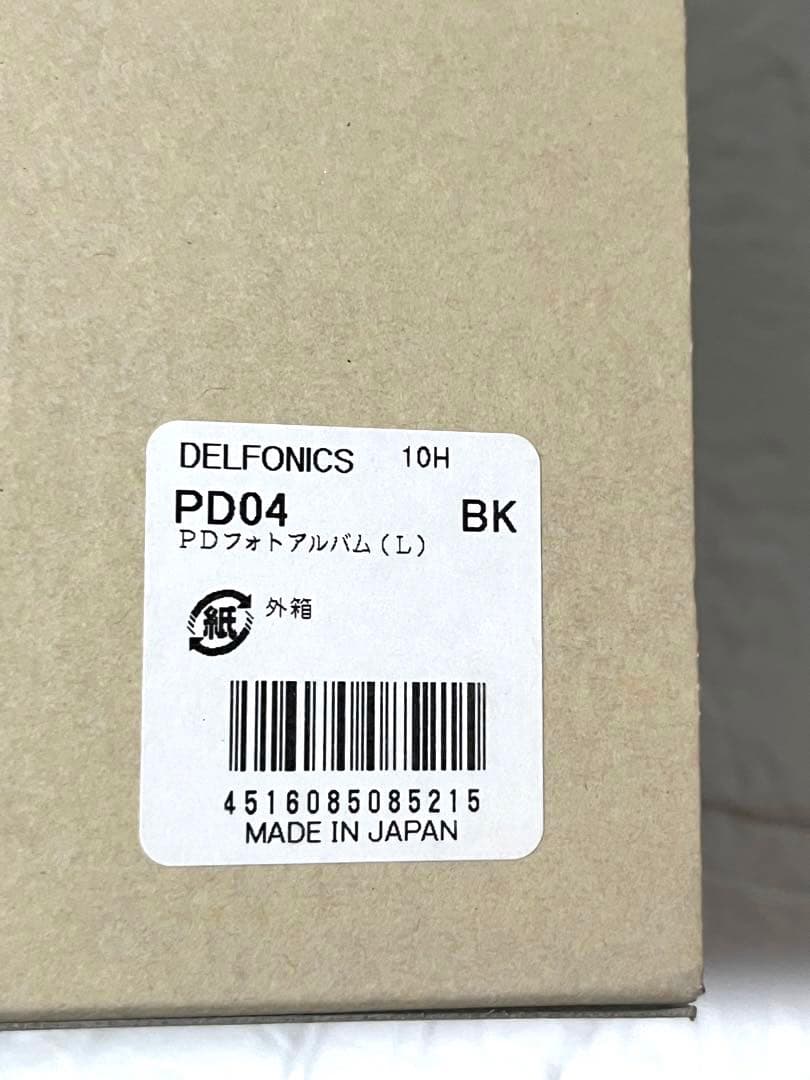 DELFONICS 10H
PD04 BK
PDフォトアルバム(L)
紙 外箱
4516085085215
MADE IN JAPAN